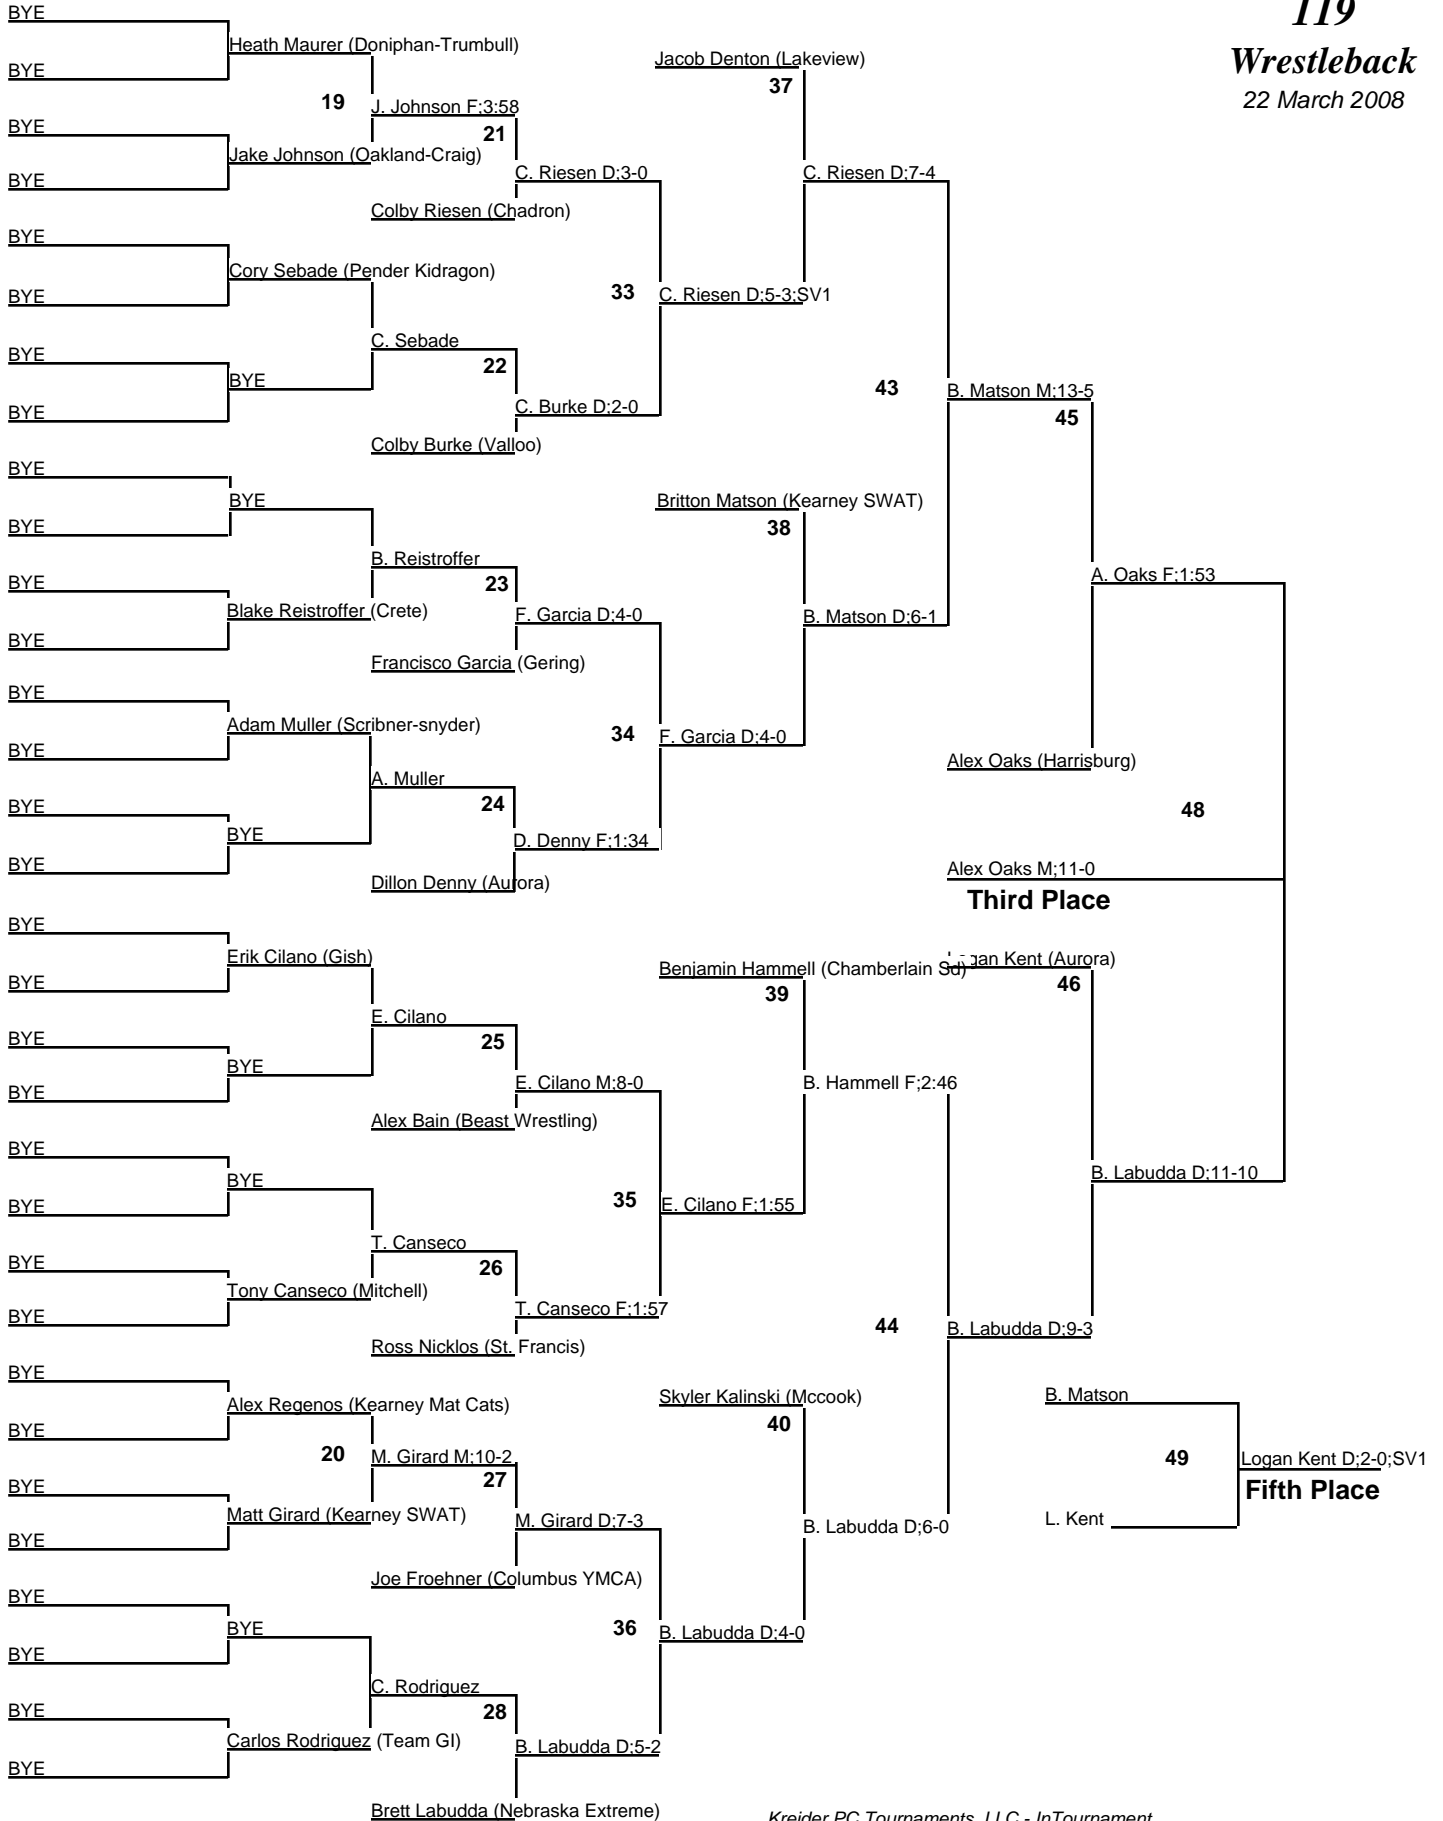 119
Wrestleback
22 March 2008
BYE
Heath Maurer (Doniphan-Trumbull)
BYE
Jacob Denton (Lakeview)
37
19
J. Johnson F;3:58
BYE
21
Jake Johnson (Oakland-Craig)
BYE
C. Riesen D;3-0
C. Riesen D;7-4
Colby Riesen (Chadron)
BYE
Cory Sebade (Pender Kidragon)
BYE
33
C. Riesen D;5-3;SV1
C. Sebade
BYE
22
BYE
43
B. Matson M;13-5
BYE
C. Burke D;2-0
45
Colby Burke (Valloo)
BYE
BYE
Britton Matson (Kearney SWAT)
BYE
38
B. Reistroffer
A. Oaks F;1:53
BYE
23
Blake Reistroffer (Crete)
F. Garcia D;4-0
B. Matson D;6-1
BYE
Francisco Garcia (Gering)
BYE
Adam Muller (Scribner-snyder)
34
F. Garcia D;4-0
BYE
Alex Oaks (Harrisburg)
A. Muller
24
BYE
48
BYE
D. Denny F;1:34
BYE
Alex Oaks M;11-0
Dillon Denny (Aurora)
Third Place
BYE
Erik Cilano (Gish)
Benjamin Hammell (Chamberlain Sd)
gan Kent (Aurora)
BYE
39
46
E. Cilano
BYE
25
BYE
E. Cilano M;8-0
B. Hammell F;2:46
BYE
Alex Bain (Beast Wrestling)
BYE
BYE
B. Labudda D;11-10
BYE
35
E. Cilano F;1:55
T. Canseco
BYE
26
Tony Canseco (Mitchell)
BYE
T. Canseco F;1:57
44
B. Labudda D;9-3
Ross Nicklos (St. Francis)
BYE
Alex Regenos (Kearney Mat Cats)
Skyler Kalinski (Mccook)
B. Matson
BYE
40
20
M. Girard M;10-2
49
Logan Kent D;2-0;SV1
BYE
27
Fifth Place
Matt Girard (Kearney SWAT)
M. Girard D;7-3
B. Labudda D;6-0
L. Kent
BYE
Joe Froehner (Columbus YMCA)
BYE
BYE
36
B. Labudda D;4-0
BYE
C. Rodriguez
BYE
28
Carlos Rodriguez (Team GI)
B. Labudda D;5-2
BYE
Brett Labudda (Nebraska Extreme)
Kreider PC Tournaments, LLC - InTournament